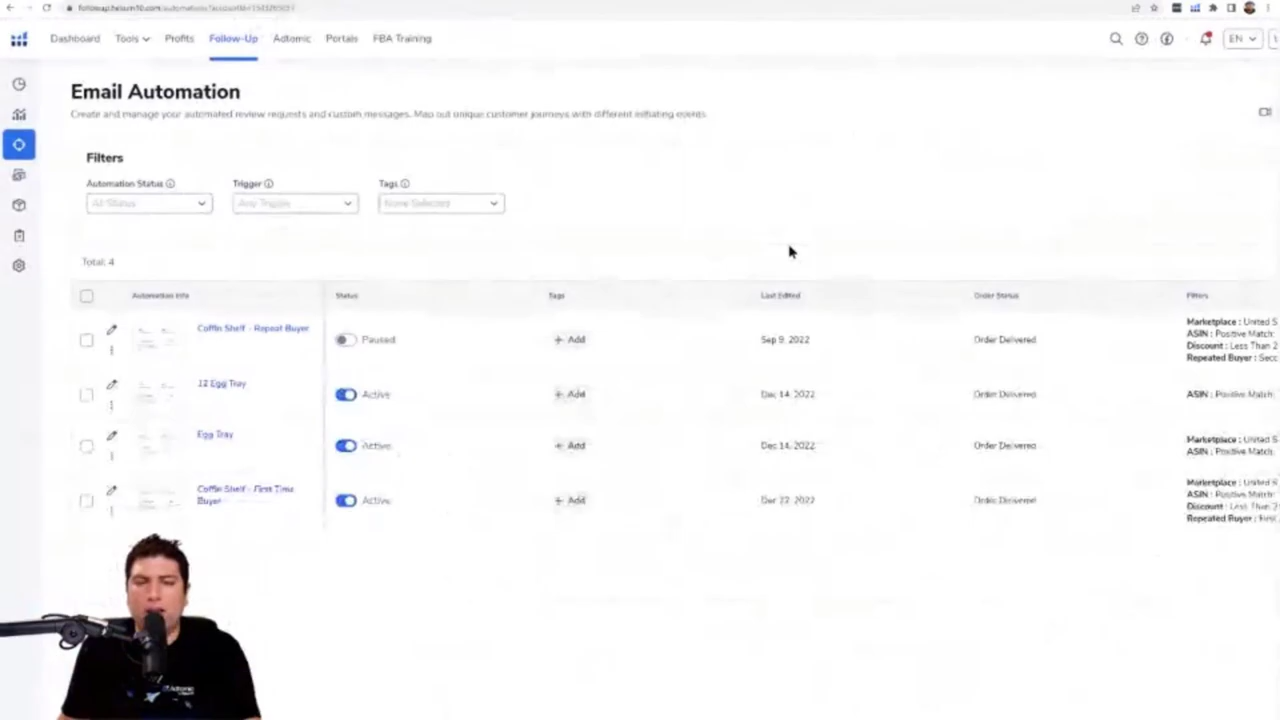 followup.helium10.com/automations?accountId=
Dashboard Tools Profits Follow-Up Adtomic Portals FBA Training EN
Email Automation
Create and manage your automated review requests and custom messages. Map out unique customer journeys with different initiating events.
Filters
Automation Status Trigger Tags
All Status Any Trigger None Selected
Total: 4
Automation Info Status Tags Last Edited Order Status Filters
Coffin Shelf - Repeat Buyer Paused + Add Sep 9, 2022 Order Delivered
Marketplace : United S
ASIN : Positive Match:
Discount : Less Than 2
Repeated Buyer : Seco
12 Egg Tray Active + Add Dec 14, 2022 Order Delivered ASIN : Positive Match:
Egg Tray Active + Add Dec 14, 2022 Order Delivered
Marketplace : United S
ASIN : Positive Match:
Coffin Shelf - First Time
Buyer
Active + Add Dec 22, 2022 Order Delivered
Marketplace : United S
ASIN : Positive Match:
Discount : Less Than 2
Repeated Buyer : First
Adtomic